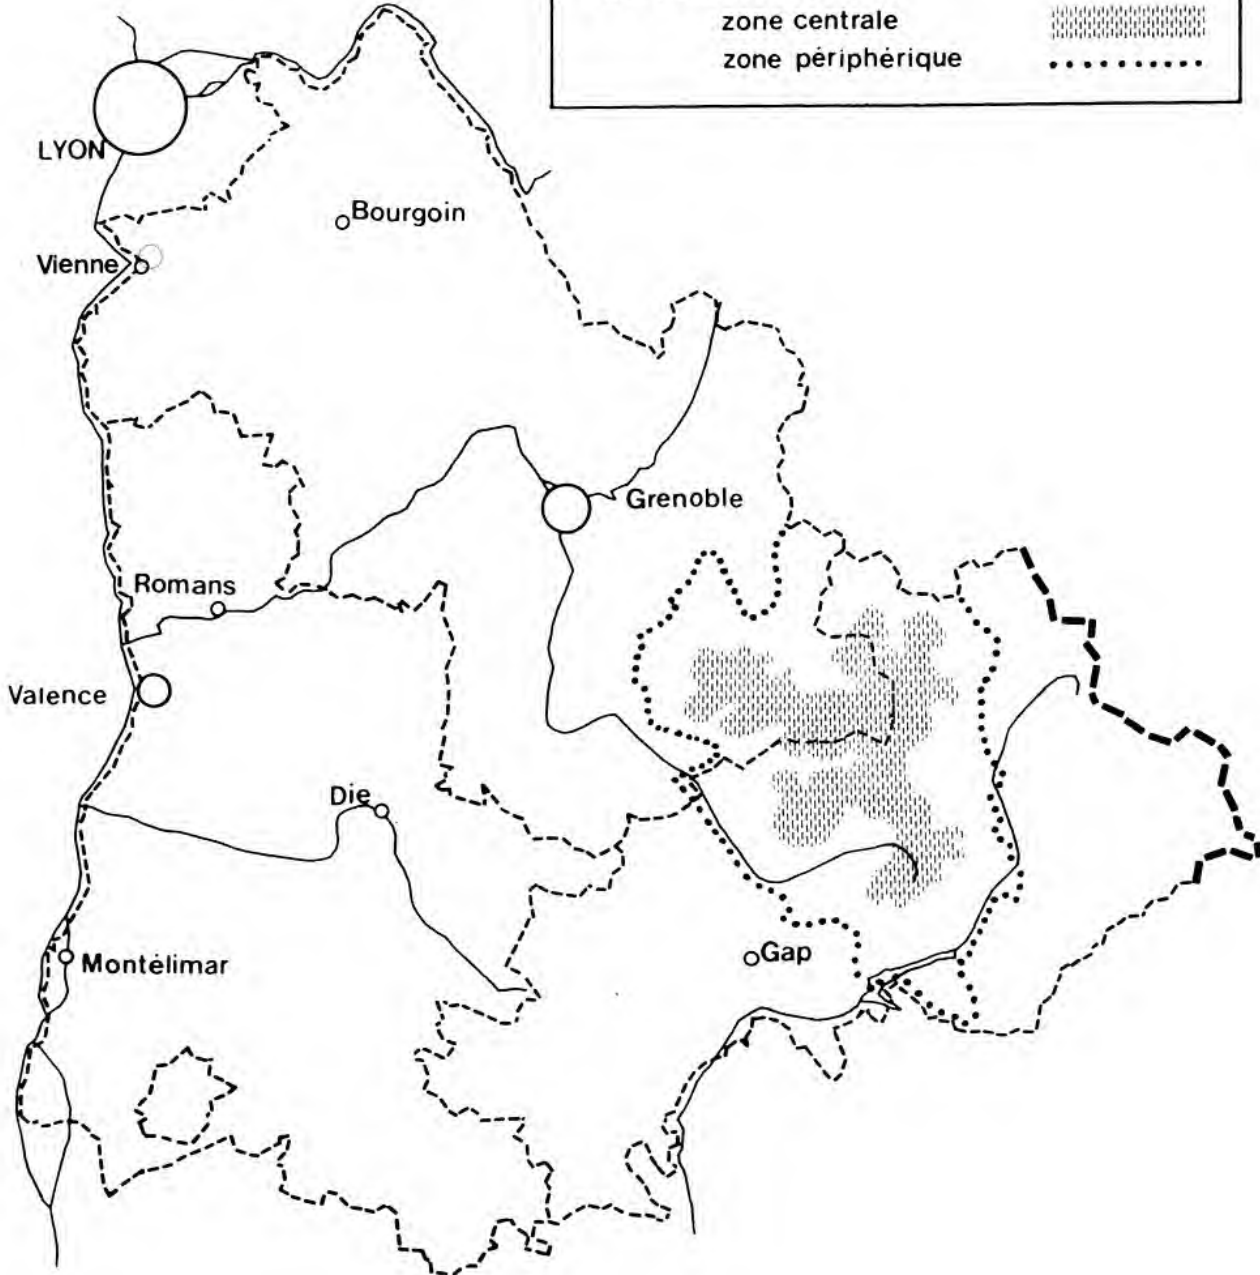 zone centrale
zone périphérique
LYON
Bourgoin
Vienne
Grenoble
Romans
Valence
Die
Gap
Montélimar